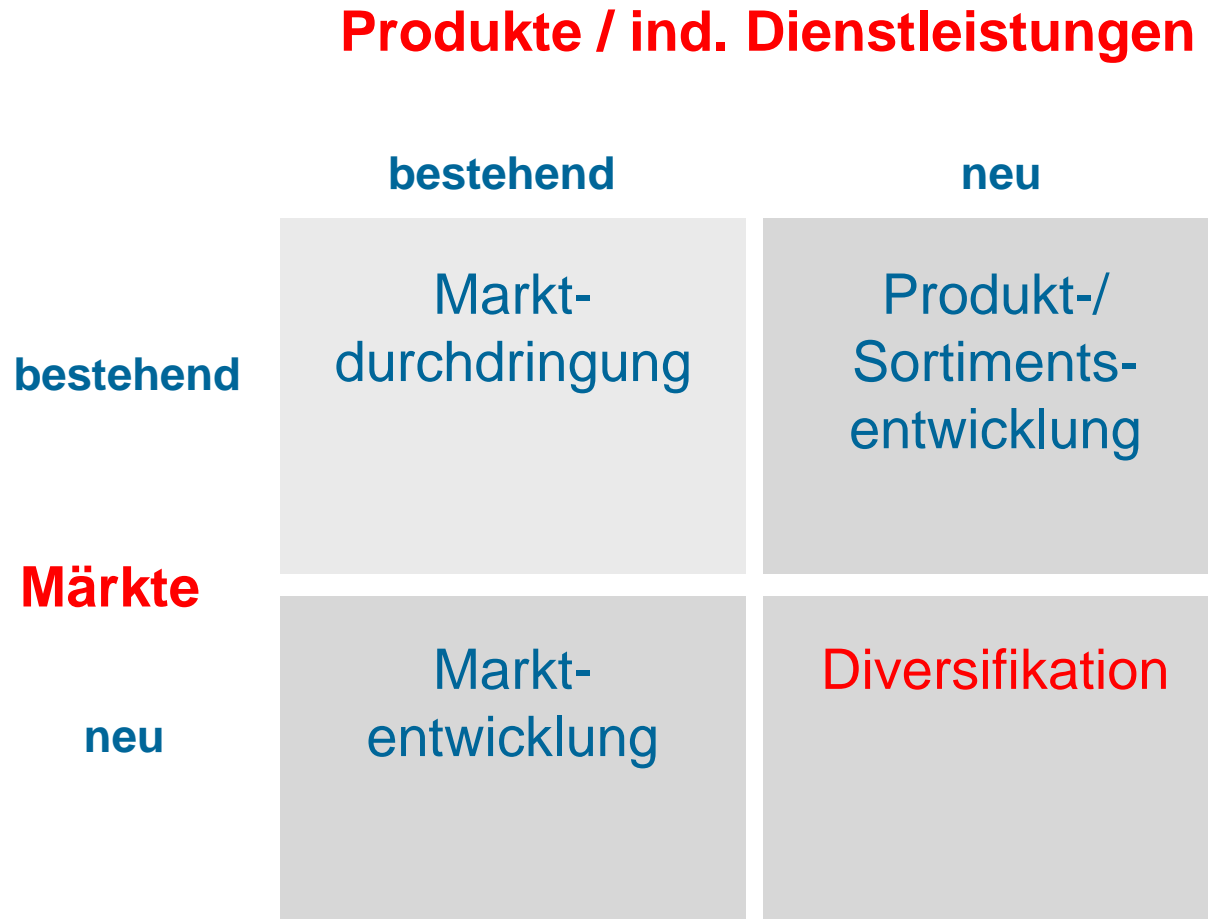 Produkte / ind. Dienstleistungen
bestehend
neu
bestehend
Markt-
durchdringung
Produkt-/
Sortiments-
entwicklung
Märkte
neu
Markt-
entwicklung
Diversifikation